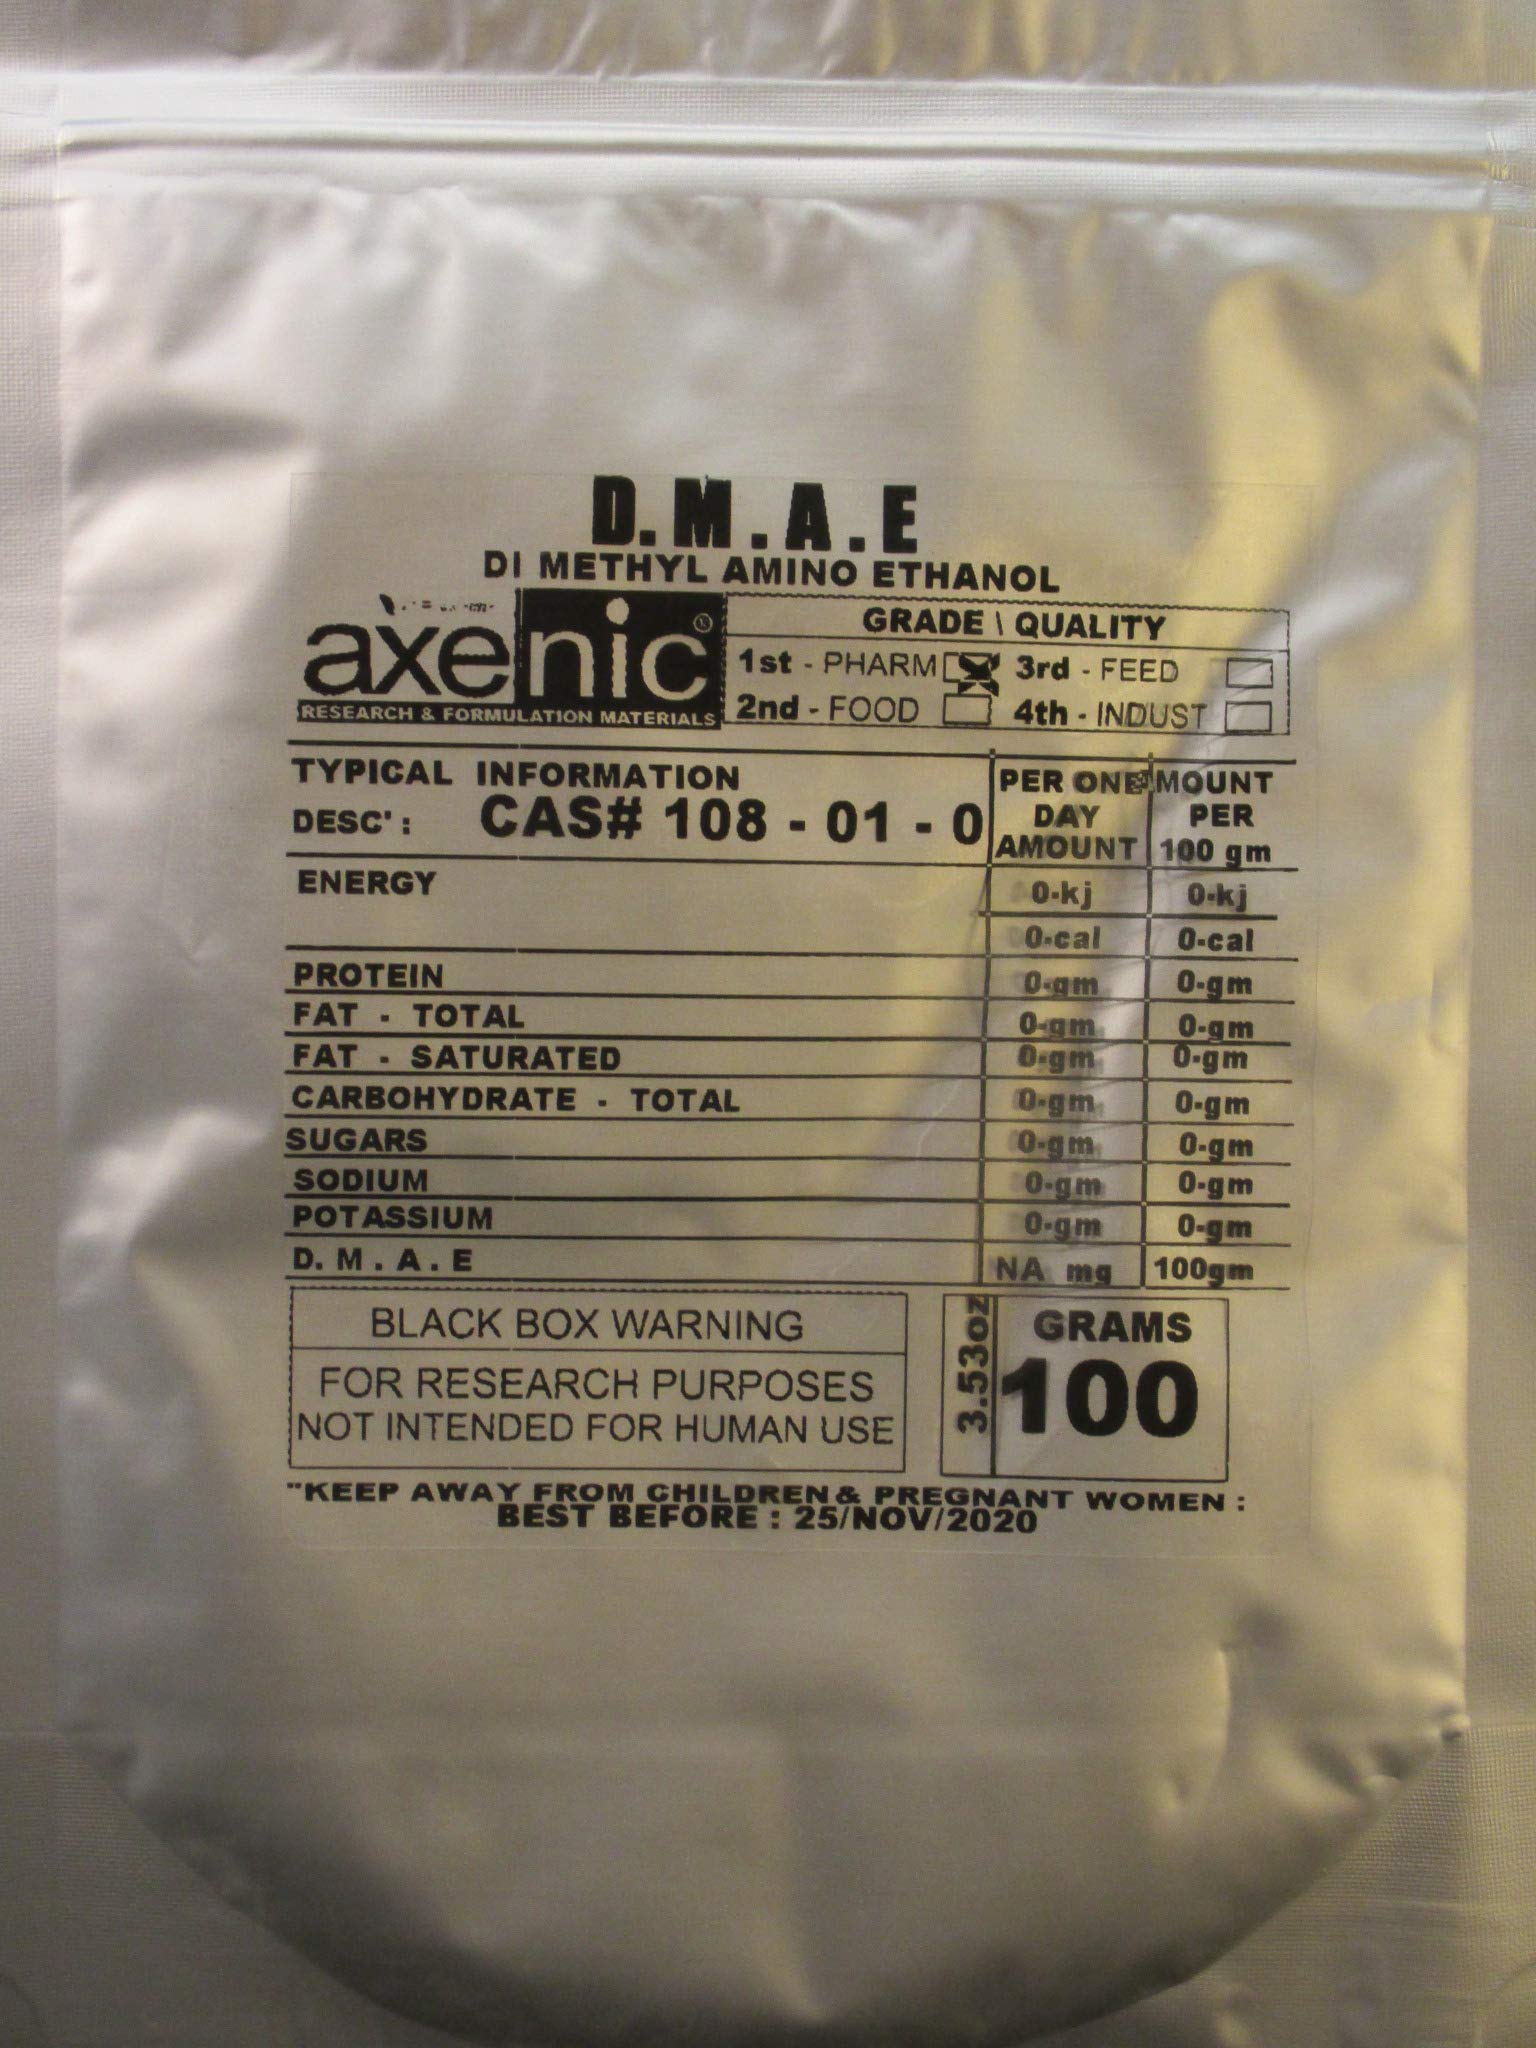 D.M.A.E
DI METHYL AMINO ETHANOL
axenic®
RESEARCH & FORMULATION MATERIALS
GRADE \ QUALITY
1st - PHARM 3rd - FEED
2nd - FOOD 4th - INDUST
TYPICAL INFORMATION
DESC': CAS# 108 - 01 - 0
PER ONE DAY AMOUNT
MOUNT PER 100 gm
ENERGY 0-kj 0-kj
0-cal 0-cal
PROTEIN 0-gm 0-gm
FAT - TOTAL 0-gm 0-gm
FAT - SATURATED 0-gm 0-gm
CARBOHYDRATE - TOTAL 0-gm 0-gm
SUGARS 0-gm 0-gm
SODIUM 0-gm 0-gm
POTASSIUM 0-gm 0-gm
D.M.A.E NA mg 100gm
BLACK BOX WARNING
FOR RESEARCH PURPOSES
NOT INTENDED FOR HUMAN USE
3.53oz
GRAMS
100
"KEEP AWAY FROM CHILDREN & PREGNANT WOMEN :
BEST BEFORE : 25/NOV/2020